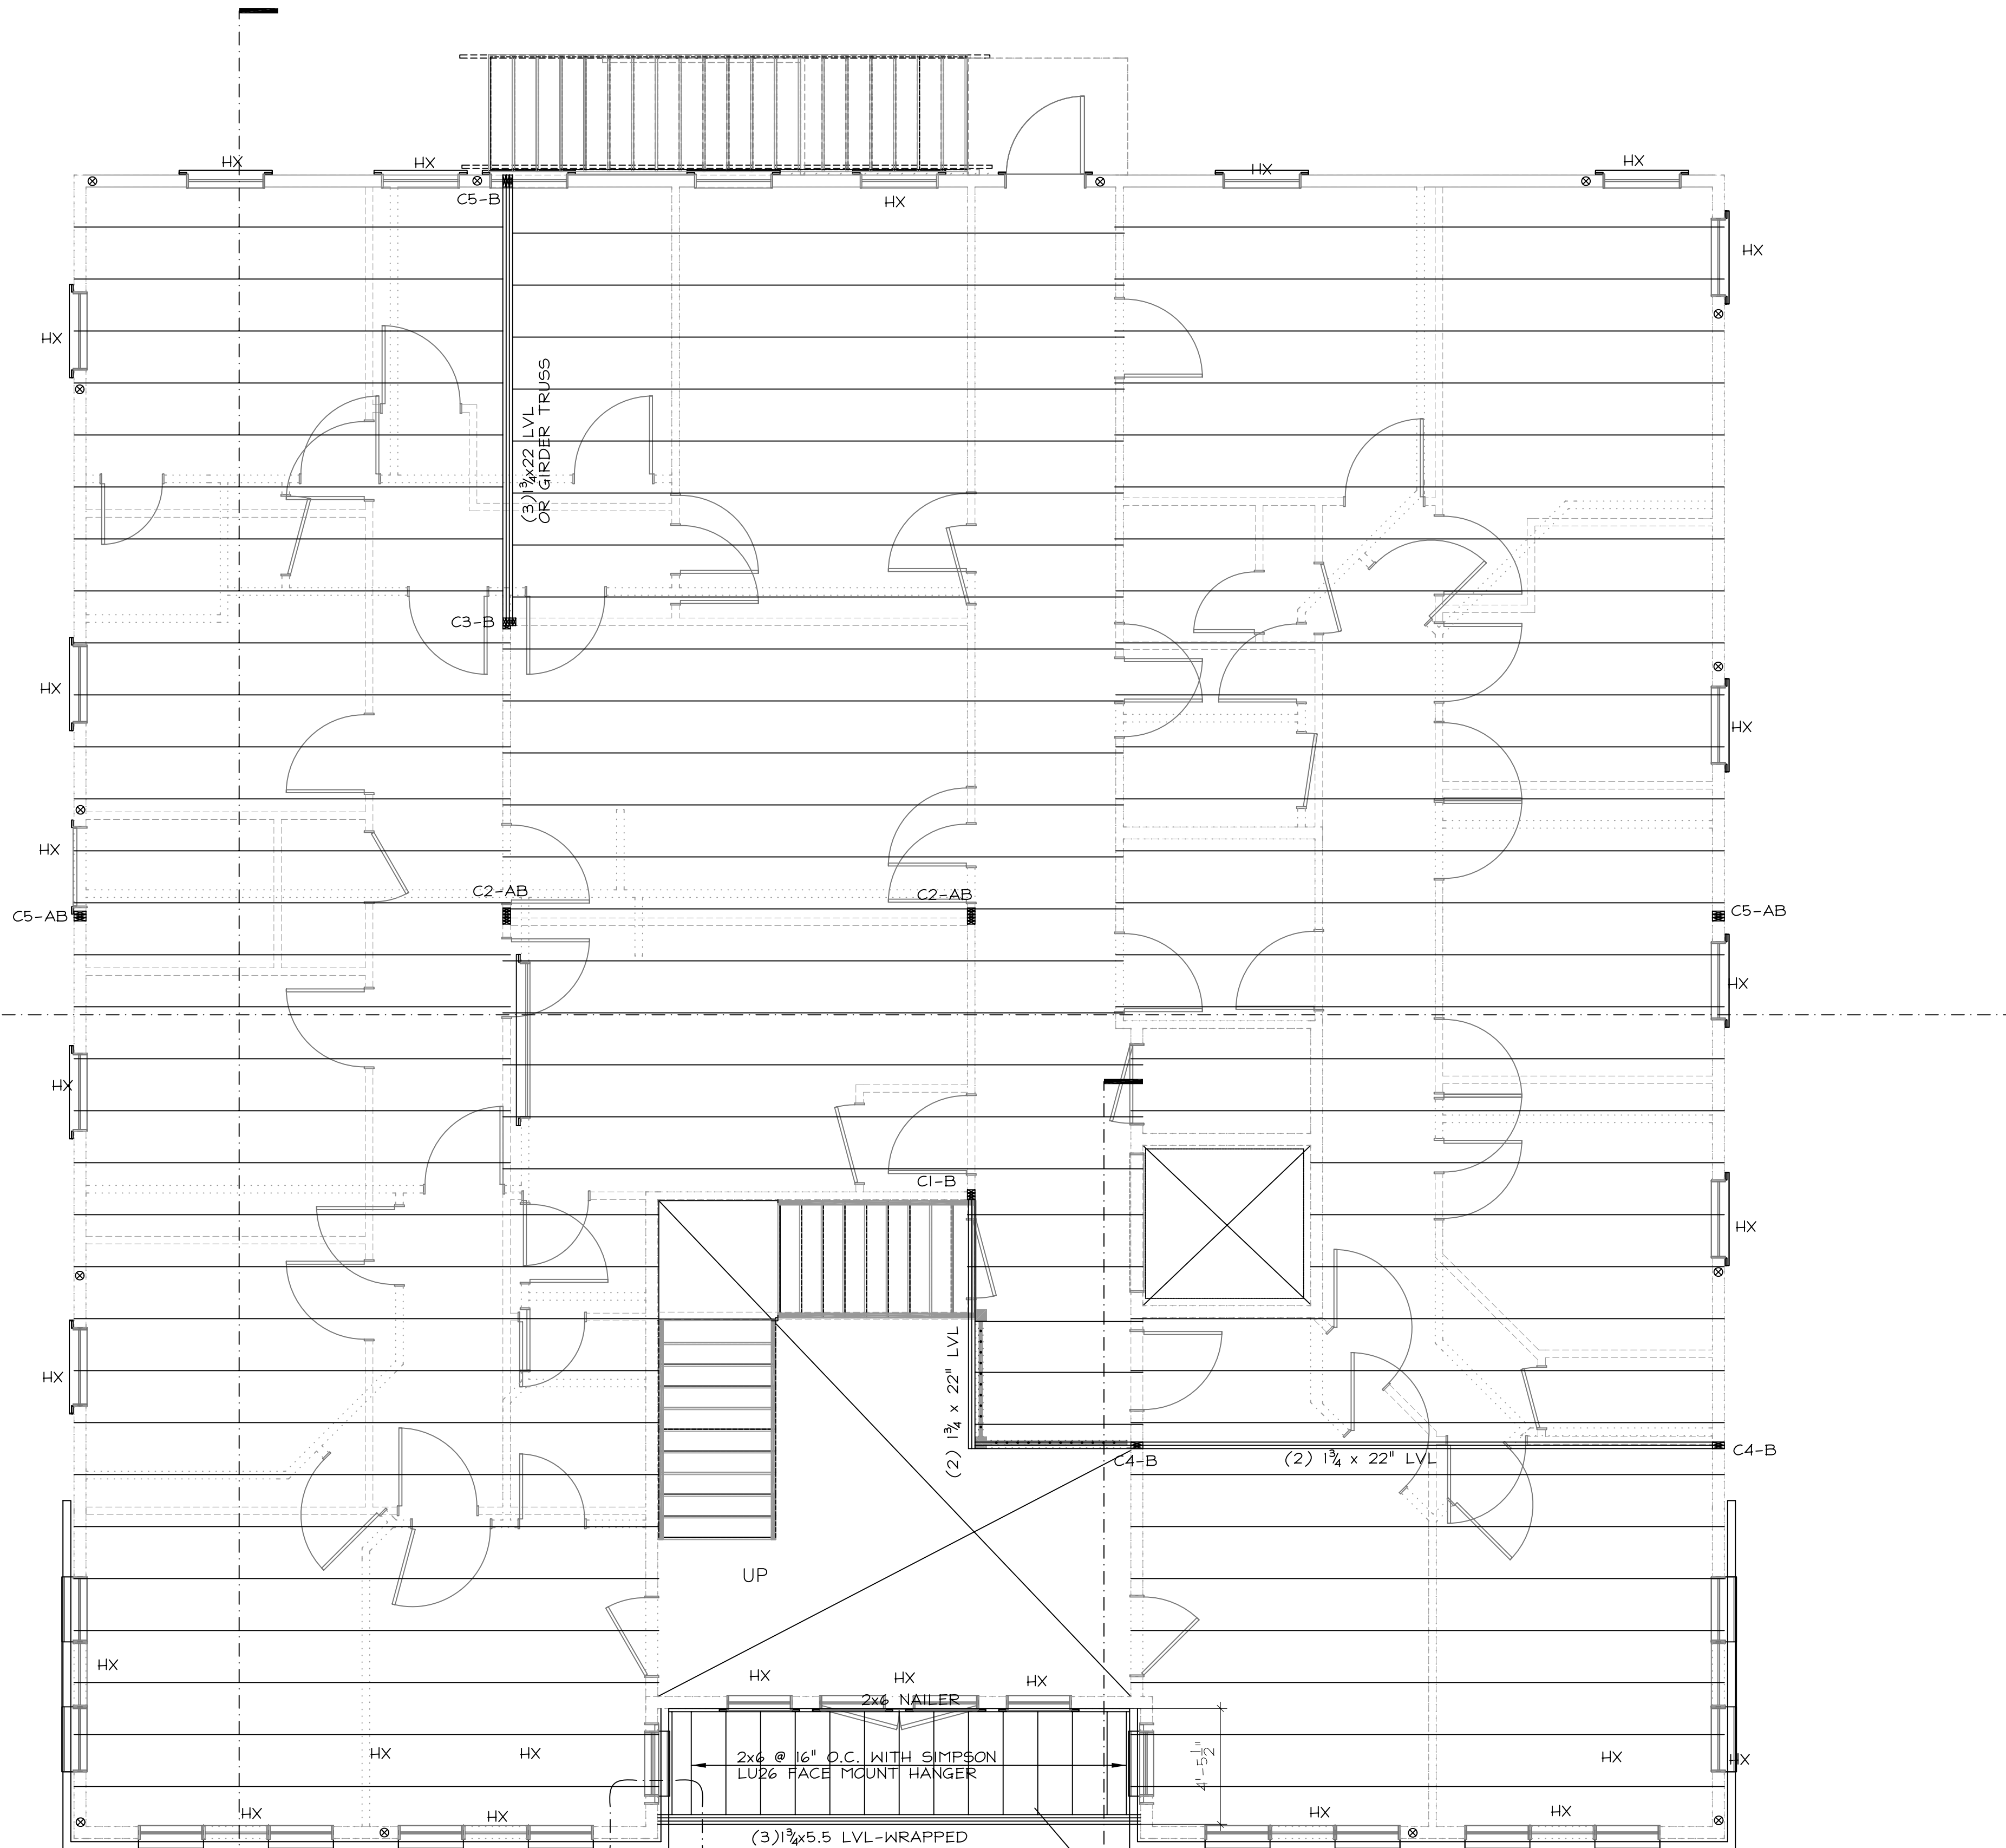 HX
HX
HX
HX
HX
C5-B
HX
HX
(3)1¾x22 LVL
OR GIRDER TRUSS
C3-B
HX
HX
HX
C2-AB
C2-AB
C5-AB
C5-AB
HX
HX
C1-B
HX
HX
(2) 1¾ x 22" LVL
C4-B
(2) 1¾ x 22" LVL
C4-B
UP
HX
HX
HX
HX
2x6 NAILER
HX
HX
2x6 @ 16" O.C. WITH SIMPSON
LU26 FACE MOUNT HANGER
4'-5½"
HX
HX
HX
HX
HX
HX
(3)1¾x5.5 LVL-WRAPPED